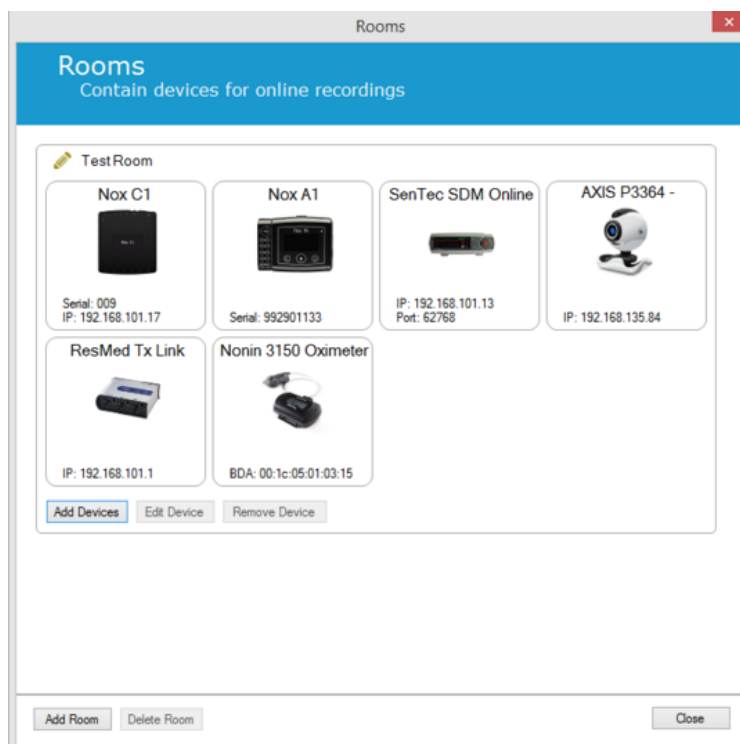 Rooms
Rooms
Contain devices for online recordings
Test Room
Nox C1
Serial: 009
IP: 192.168.101.17
Nox A1
Serial: 992901133
SenTec SDM Online
IP: 192.168.101.13
Port: 62768
AXIS P3364 -
IP: 192.168.135.84
ResMed Tx Link
IP: 192.168.101.1
Nonin 3150 Oximeter
BDA: 00:1c:05:01:03:15
Add Devices
Edit Device
Remove Device
Add Room
Delete Room
Close